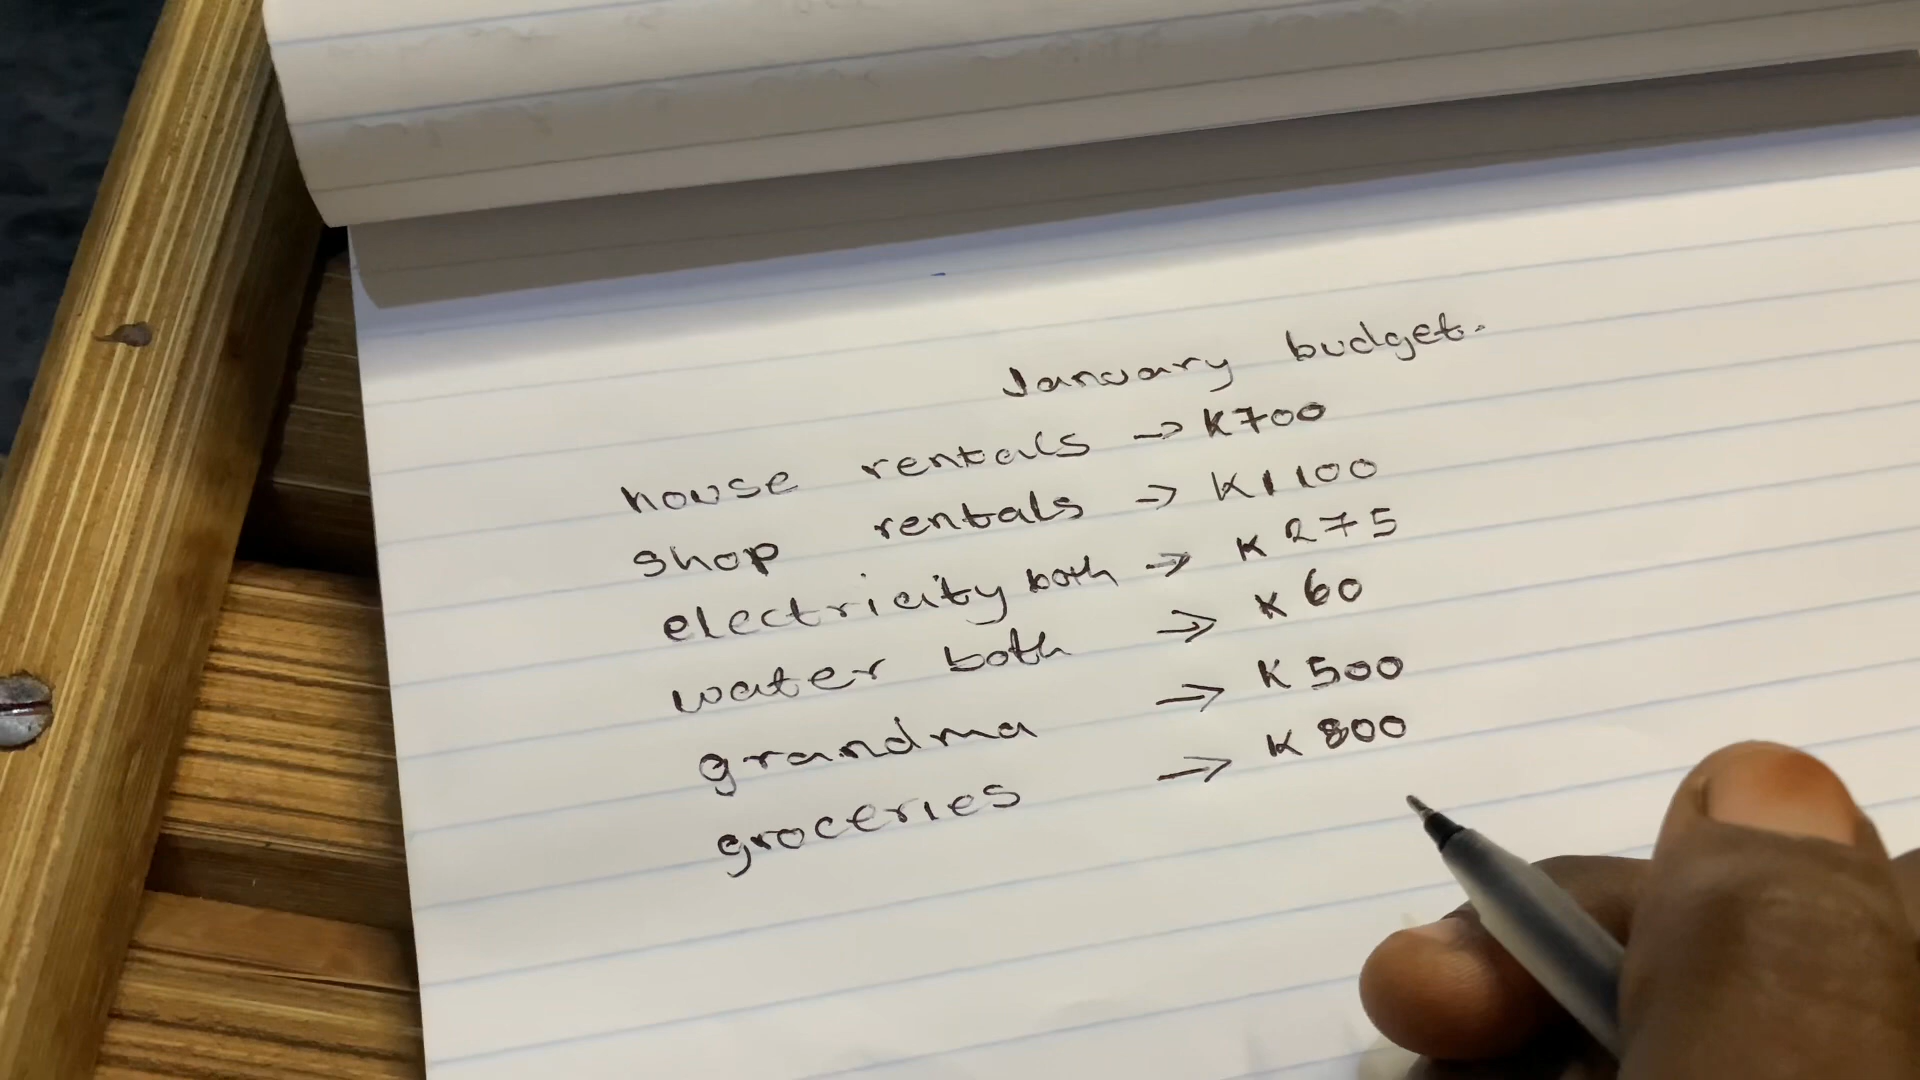 January budget.
house rentals → K700
shop rentals → K1100
electricity both → K275
water both → K60
grandma → K500
groceries → K800